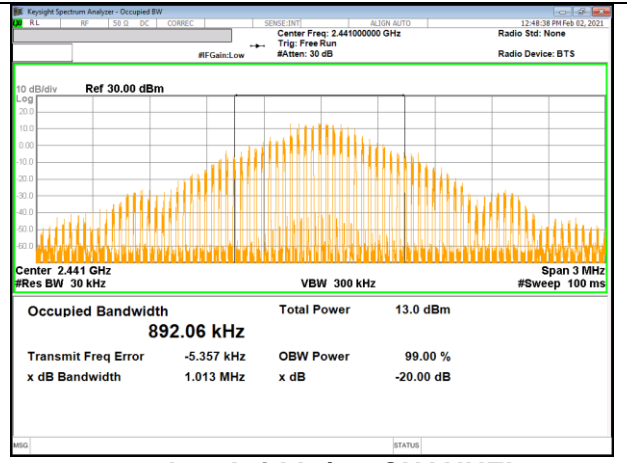 Keysight Spectrum Analyzer - Occupied BW
RL RF 50 Ω DC CORREC SENSE:INT ALIGN AUTO 12:48:38 PM Feb 02, 2021
Center Freq: 2.441000000 GHz Radio Std: None
Trig: Free Run
#IFGain:Low #Atten: 30 dB Radio Device: BTS
10 dB/div Ref 30.00 dBm
Log
20.0
10.0
0.00
-10.0
-20.0
-30.0
-40.0
-50.0
-60.0
Center 2.441 GHz Span 3 MHz
#Res BW 30 kHz VBW 300 kHz #Sweep 100 ms
Occupied Bandwidth Total Power 13.0 dBm
892.06 kHz
Transmit Freq Error -5.357 kHz OBW Power 99.00 %
x dB Bandwidth 1.013 MHz x dB -20.00 dB
MSG STATUS